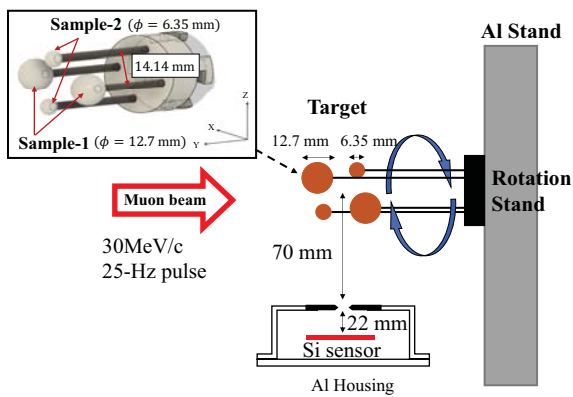 Sample-2 (ϕ = 6.35 mm)
14.14 mm
Z
X
Y
Sample-1 (ϕ = 12.7 mm)
Al Stand
Target
12.7 mm 6.35 mm
Rotation
Stand
Muon beam
30MeV/c
25-Hz pulse
70 mm
22 mm
Si sensor
Al Housing